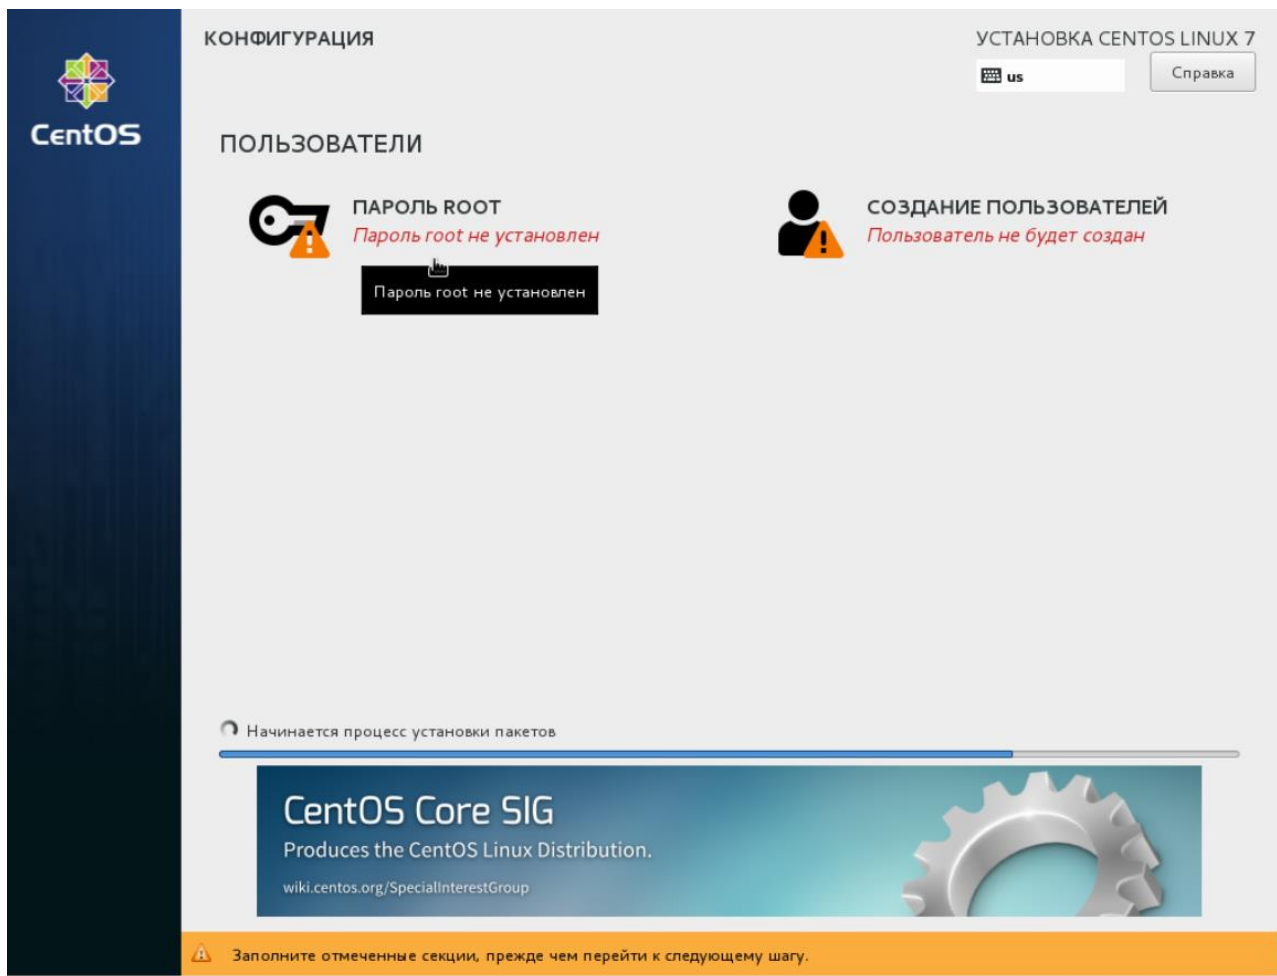 КОНФИГУРАЦИЯ
УСТАНОВКА CENTOS LINUX 7
us
Справка
CentOS
ПОЛЬЗОВАТЕЛИ
ПАРОЛЬ ROOT
Пароль root не установлен
СОЗДАНИЕ ПОЛЬЗОВАТЕЛЕЙ
Пользователь не будет создан
Пароль root не установлен
Начинается процесс установки пакетов
CentOS Core SIG
Produces the CentOS Linux Distribution.
wiki.centos.org/SpecialInterestGroup
Заполните отмеченные секции, прежде чем перейти к следующему шагу.